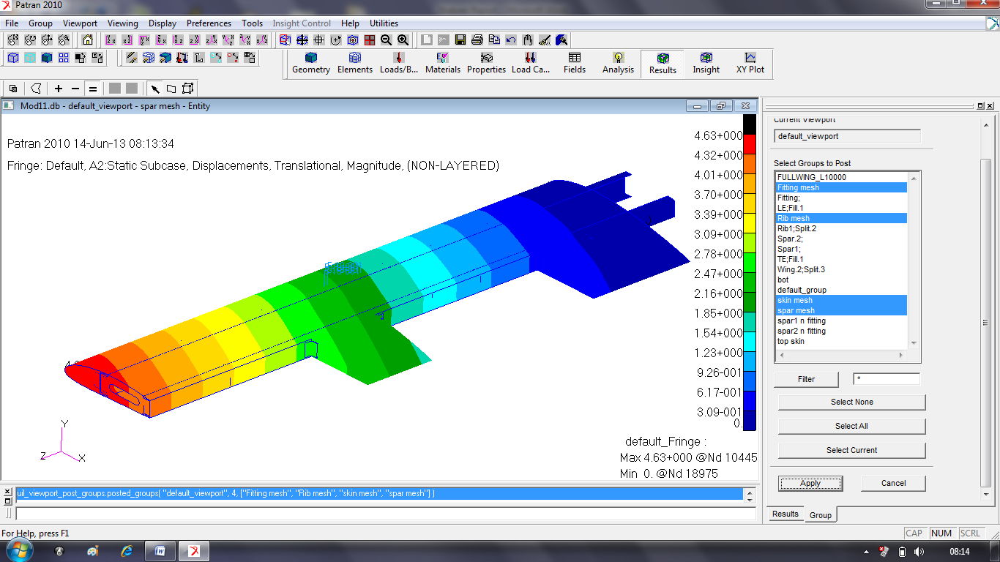 Patran 2010
File Group Viewport Viewing Display Preferences Tools Insight Control Help Utilities
Geometry Elements Loads/B... Materials Properties Load Ca... Fields Analysis Results Insight XY Plot
Mod11.db - default_viewport - spar mesh - Entity
Patran 2010 14-Jun-13 08:13:34
Fringe: Default, A2:Static Subcase, Displacements, Translational, Magnitude, (NON-LAYERED)
4.63+000
4.32+000
4.01+000
3.70+000
3.39+000
3.09+000
2.78+000
2.47+000
2.16+000
1.85+000
1.54+000
1.23+000
9.26-001
6.17-001
3.09-001
0.
Y
Z
X
default_Fringe :
Max 4.63+000 @Nd 10445
Min 0. @Nd 18975
Current Viewport
default_viewport
Select Groups to Post
FULLWING_L10000
Fitting mesh
Fitting;
LE;Fill.1
Rib mesh
Rib1;Split.2
Spar.2;
Spar1;
TE;Fill.1
Wing.2;Split.3
bot
default_group
skin mesh
spar mesh
spar1 n fitting
spar2 n fitting
top skin
Filter *
Select None
Select All
Select Current
Apply Cancel
Results Group
uil_viewport_post_groups.posted_groups( "default_viewport", 4, ["Fitting mesh", "Rib mesh", "skin mesh", "spar mesh"] )
For Help, press F1
CAP NUM SCRL
08:14